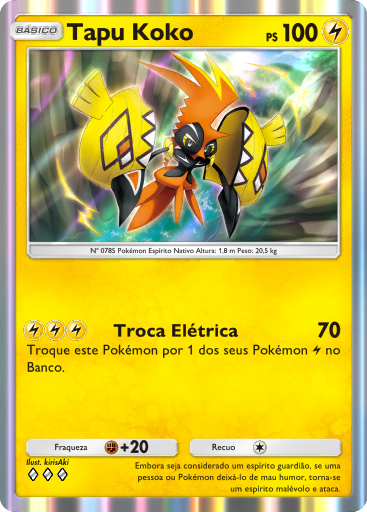 BÁSICO Tapu Koko PS 100
Nº 0785 Pokémon Espírito Nativo Altura: 1,8 m Peso: 20,5 kg
Troca Elétrica 70
Troque este Pokémon por 1 dos seus Pokémon no
Banco.
Fraqueza +20 Recuo
Ilust. kirisAki
Embora seja considerado um espírito guardião, se uma
pessoa ou Pokémon deixá-lo de mau humor, torna-se
um espírito malévolo e ataca.